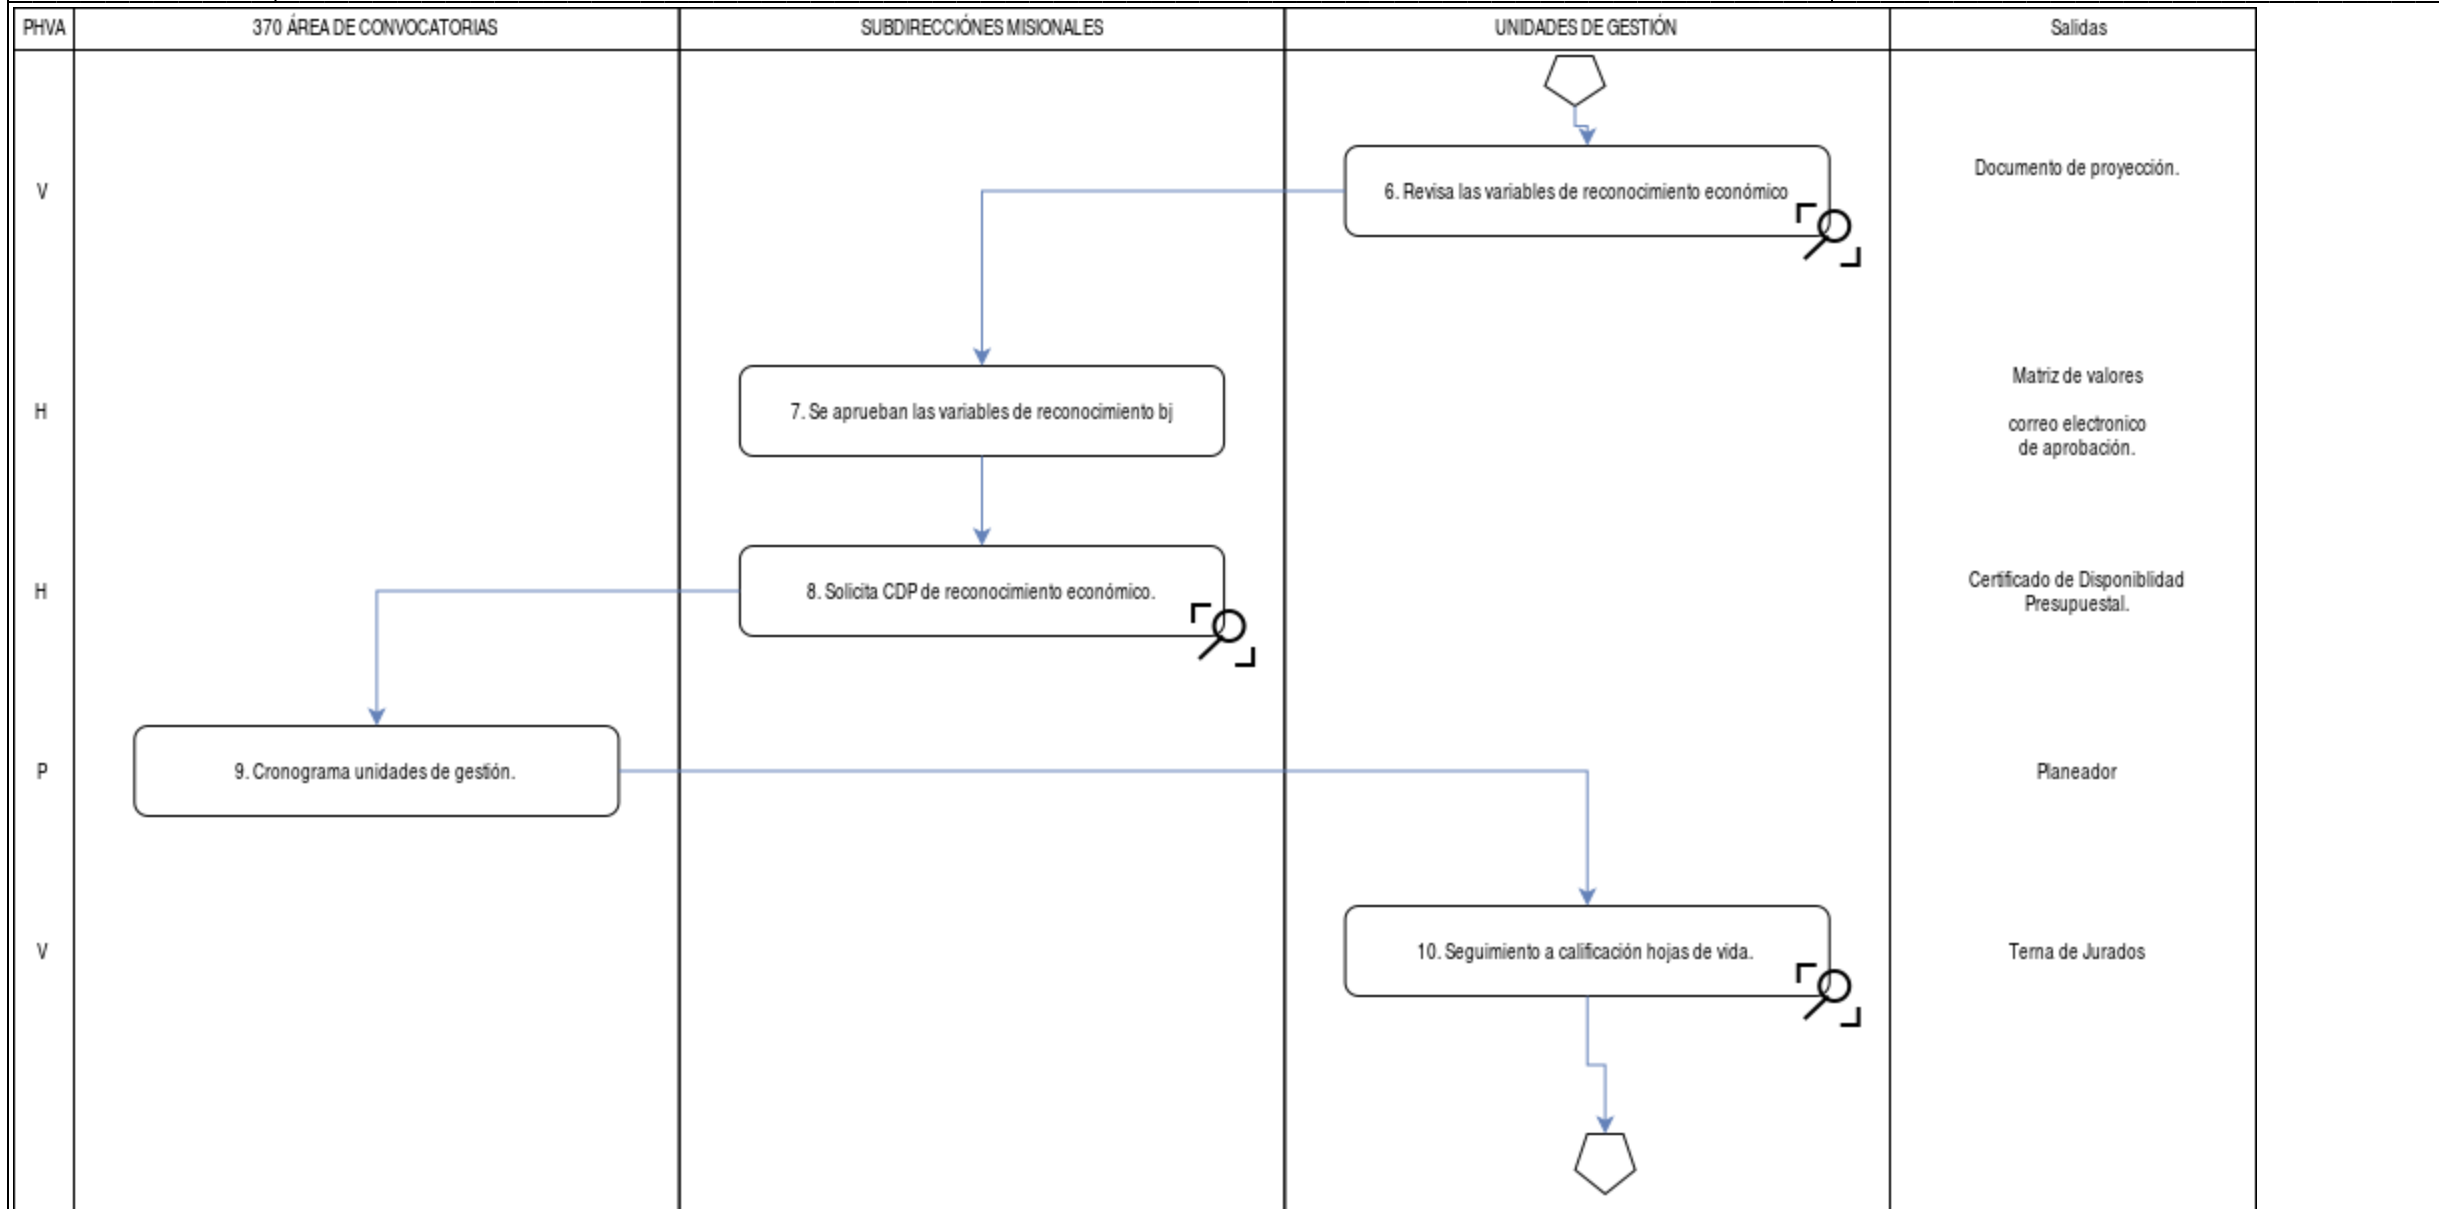 PHVA
370 ÁREA DE CONVOCATORIAS
SUBDIRECCIÓNES MISIONALES
UNIDADES DE GESTIÓN
Salidas
V
6. Revisa las variables de reconocimiento económico
Documento de proyección.
H
7. Se aprueban las variables de reconocimiento bj
Matriz de valores
correo electronico
de aprobación.
H
8. Solicita CDP de reconocimiento económico.
Certificado de Disponiblidad
Presupuestal.
P
9. Cronograma unidades de gestión.
Planeador
V
10. Seguimiento a calificación hojas de vida.
Terna de Jurados